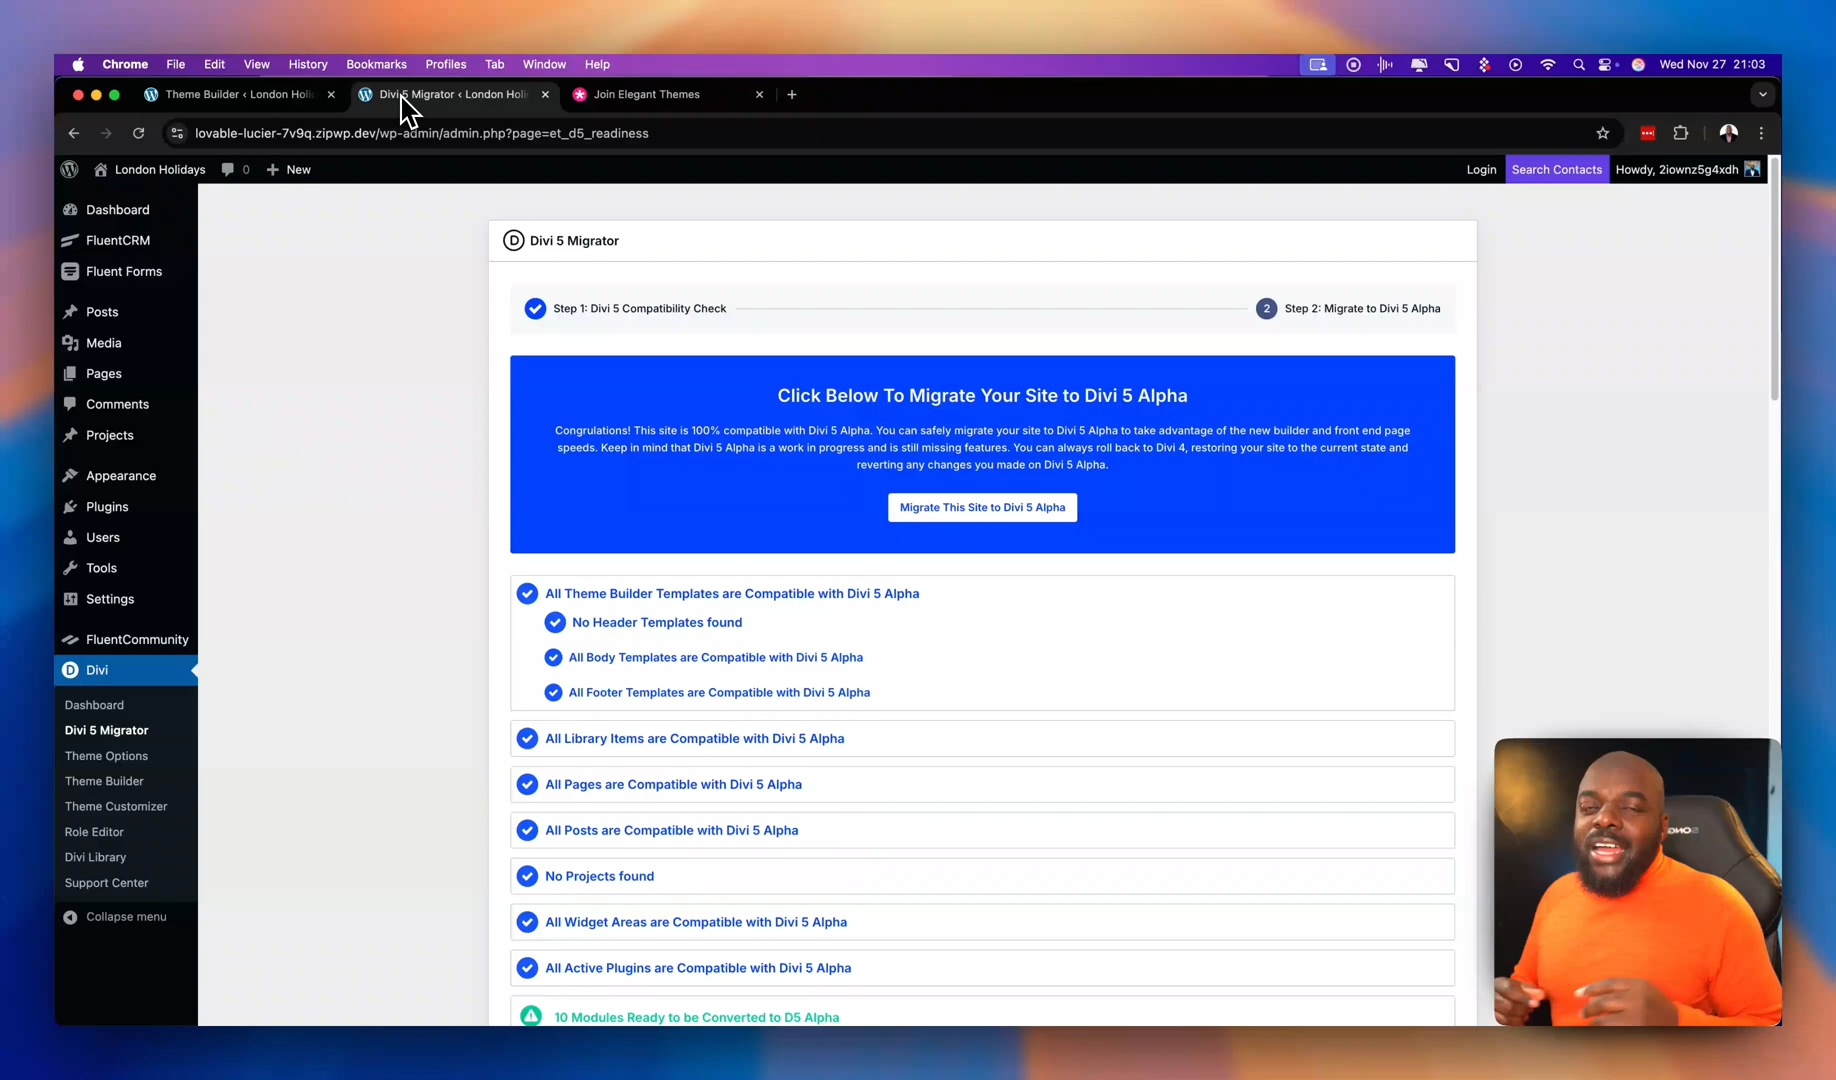 Chrome File Edit View History Bookmarks Profiles Tab Window Help Wed Nov 27 21:03
Theme Builder ‹ London Holi Divi 5 Migrator ‹ London Holi Join Elegant Themes
lovable-lucier-7v9q.zipwp.dev/wp-admin/admin.php?page=et_d5_readiness
London Holidays 0 New Login Search Contacts Howdy, 2iownz5g4xdh
Dashboard
FluentCRM
Fluent Forms
Posts
Media
Pages
Comments
Projects
Appearance
Plugins
Users
Tools
Settings
FluentCommunity
Divi
Dashboard
Divi 5 Migrator
Theme Options
Theme Builder
Theme Customizer
Role Editor
Divi Library
Support Center
Collapse menu
D Divi 5 Migrator
Step 1: Divi 5 Compatibility Check
2 Step 2: Migrate to Divi 5 Alpha
Click Below To Migrate Your Site to Divi 5 Alpha
Congrulations! This site is 100% compatible with Divi 5 Alpha. You can safely migrate your site to Divi 5 Alpha to take advantage of the new builder and front end page
speeds. Keep in mind that Divi 5 Alpha is a work in progress and is still missing features. You can always roll back to Divi 4, restoring your site to the current state and
reverting any changes you made on Divi 5 Alpha.
Migrate This Site to Divi 5 Alpha
All Theme Builder Templates are Compatible with Divi 5 Alpha
No Header Templates found
All Body Templates are Compatible with Divi 5 Alpha
All Footer Templates are Compatible with Divi 5 Alpha
All Library Items are Compatible with Divi 5 Alpha
All Pages are Compatible with Divi 5 Alpha
All Posts are Compatible with Divi 5 Alpha
No Projects found
All Widget Areas are Compatible with Divi 5 Alpha
All Active Plugins are Compatible with Divi 5 Alpha
10 Modules Ready to be Converted to D5 Alpha